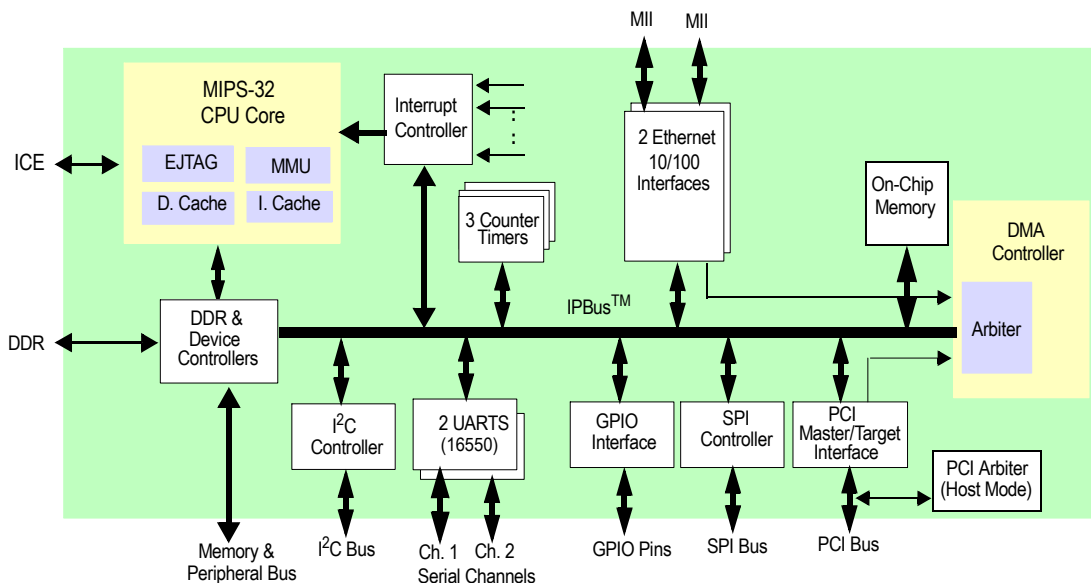 MII
MII
MIPS-32
CPU Core
EJTAG
MMU
D. Cache
I. Cache
ICE
Interrupt
Controller
3 Counter
Timers
2 Ethernet
10/100
Interfaces
On-Chip
Memory
DMA
Controller
Arbiter
IPBus™
DDR
DDR &
Device
Controllers
I²C
Controller
2 UARTS
(16550)
GPIO
Interface
SPI
Controller
PCI
Master/Target
Interface
PCI Arbiter
(Host Mode)
Memory &
Peripheral Bus
I²C Bus
Ch. 1
Ch. 2
Serial Channels
GPIO Pins
SPI Bus
PCI Bus